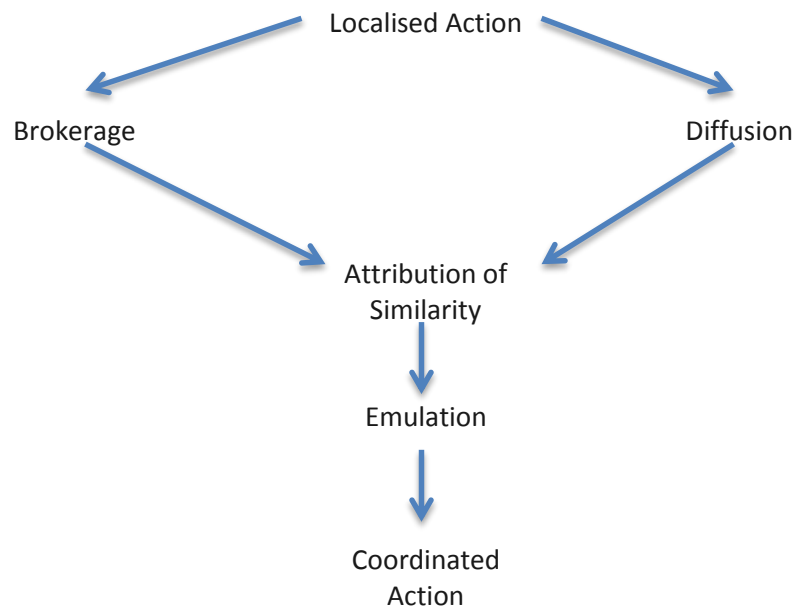 Localised Action
Brokerage
Diffusion
Attribution of
Similarity
Emulation
Coordinated
Action